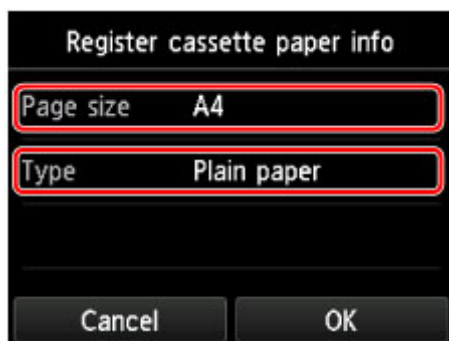 Register cassette paper info
Page size A4
Type Plain paper
Cancel OK